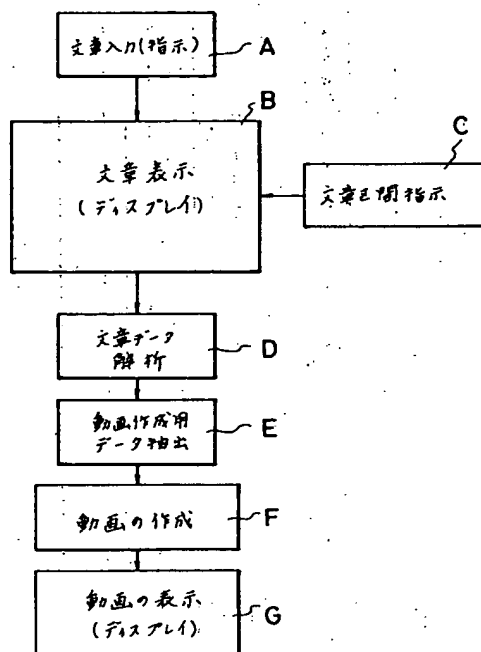 文章入力(指示)
A
B
文章表示
(ディスプレイ)
C
文章区間指示
文章データ
解析
D
動画作成用
データ抽出
E
動画の作成
F
動画の表示
(ディスプレイ)
G